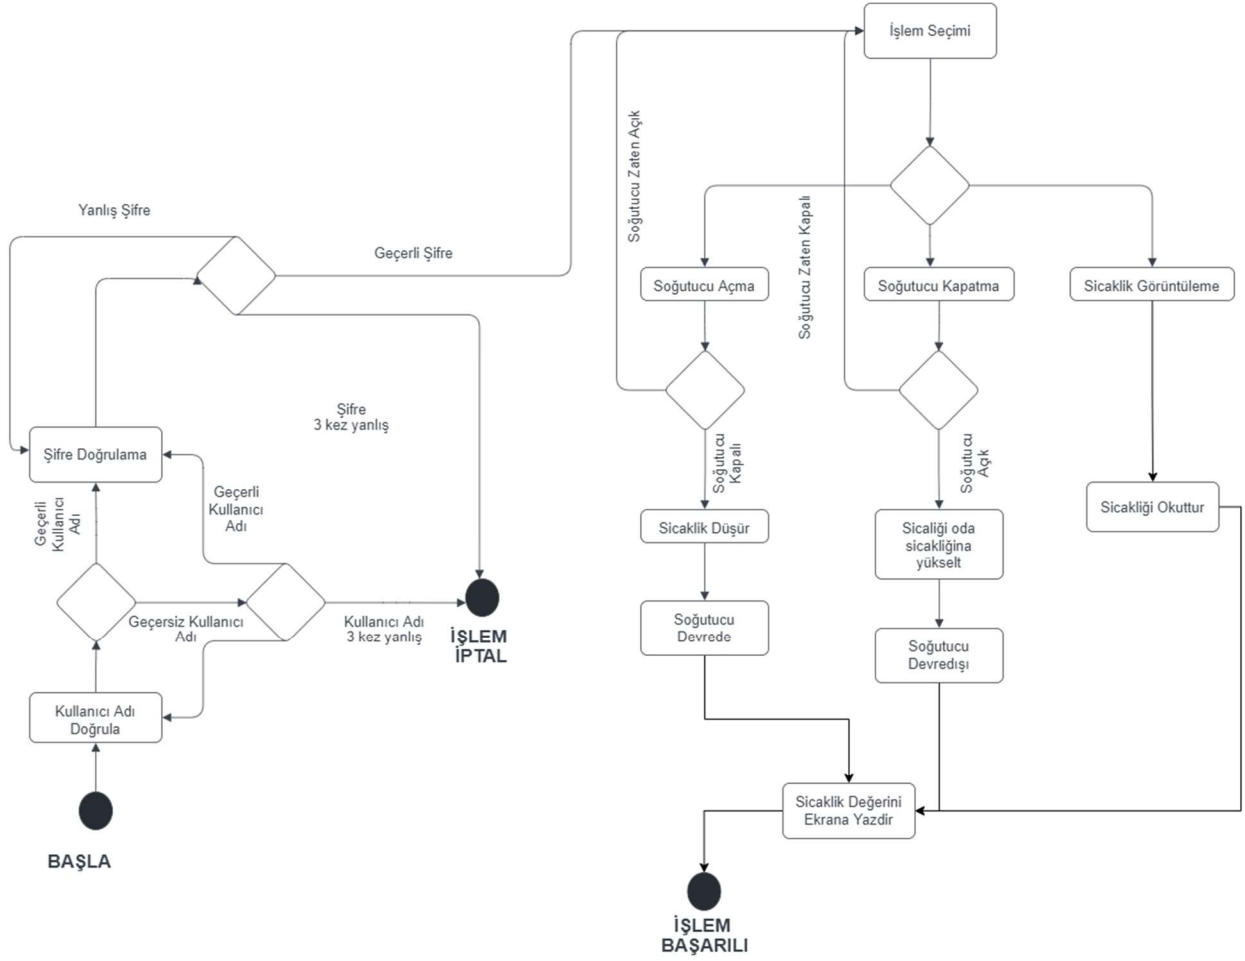 İşlem Seçimi
Soğutucu Zaten Açık
Soğutucu Zaten Kapalı
Yanlış Şifre
Geçerli Şifre
Soğutucu Açma
Soğutucu Kapatma
Sicaklik Görüntüleme
Şifre
3 kez yanlış
Şifre Doğrulama
Soğutucu
Kapalı
Soğutucu
Açik
Geçerli
Kullanıcı
Adı
Geçerli
Kullanıcı
Adı
Sicakliği Okuttur
Sicaklik Düşür
Sicaliği oda
sicakliğina
yükselt
Geçersiz Kullanıcı
Adı
Kullanıcı Adı
3 kez yanlış
İŞLEM
İPTAL
Soğutucu
Devrede
Soğutucu
Devredışı
Kullanıcı Adı
Doğrula
Sicaklik Değerini
Ekrana Yazdir
BAŞLA
İŞLEM
BAŞARILI